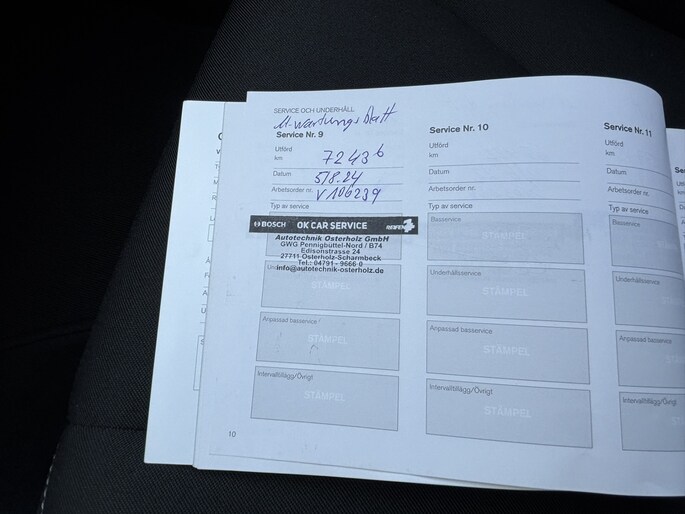 SERVICE OCH UNDERHÅLL
U-wartungsblatt
Service Nr. 9
Utförd
km 72436
Datum 5/8.24
Arbetsorder nr. V106239
Typ av service
BOSCH OK CAR SERVICE REIFEN
Autotechnik Osterholz GmbH
GWG Pennigbüttel-Nord / B74
Edisonstrasse 24
27711 Osterholz-Scharmbeck
Tel.: 04791 - 9666-0
info@autotechnik-osterholz.de
STÄMPEL
Anpassad basservice
STÄMPEL
Intervalltillägg/Övrigt
STÄMPEL
10
Service Nr. 10
Utförd
km.
Datum
Arbetsorder nr.
Typ av service
Basservice
STÄMPEL
Underhållsservice
STÄMPEL
Anpassad basservice
STÄMPEL
Intervalltillägg/Övrigt
STÄMPEL
Service Nr. 11
Utförd
km.
Datum
Arbetsorder nr.
Typ av service
Basservice
Underhållsservice
Anpassad basservice
Intervalltillägg/Övrigt